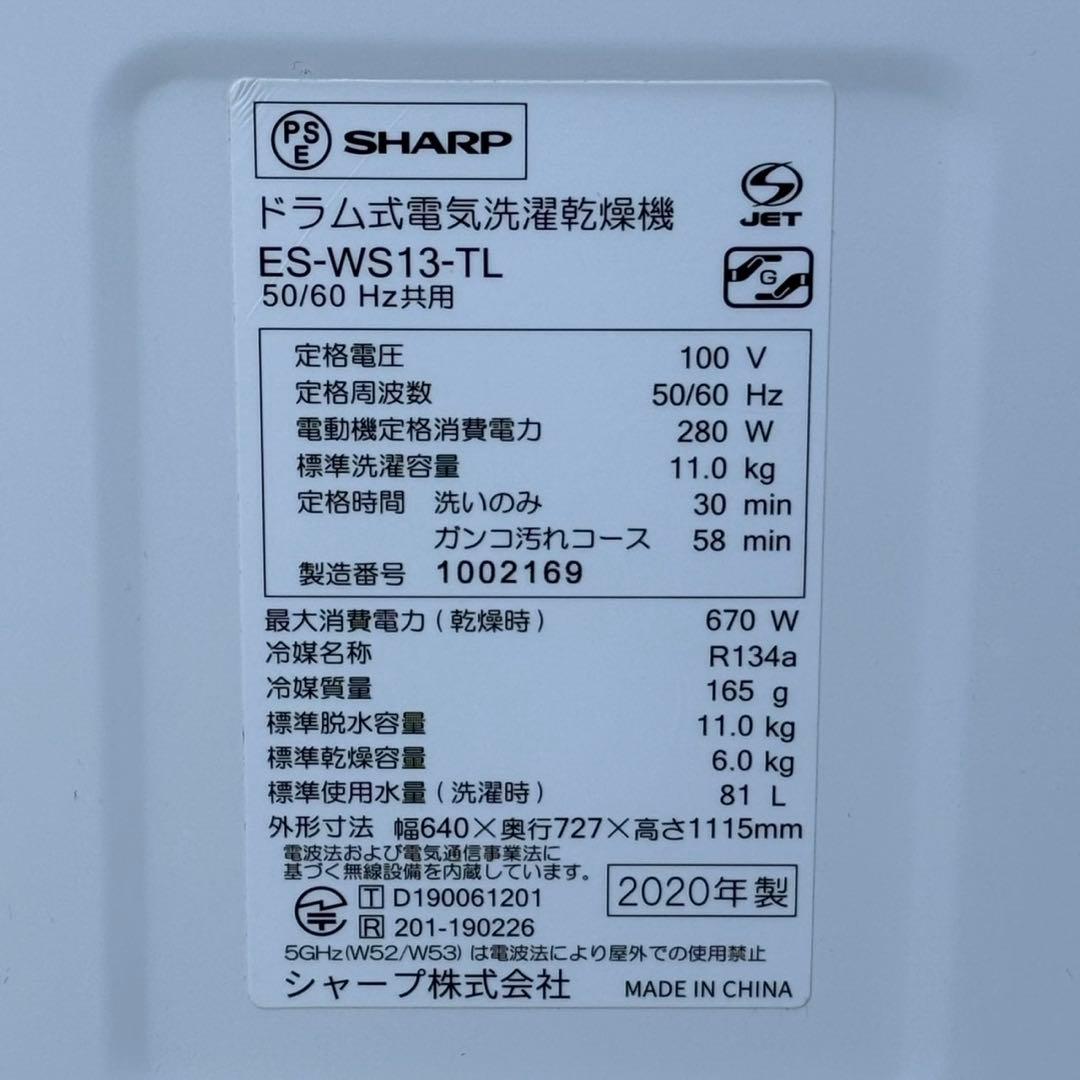 PSE SHARP
JET
ドラム式電気洗濯乾燥機
ES-WS13-TL
G
50/60 Hz共用
定格電圧 100 V
定格周波数 50/60 Hz
電動機定格消費電力 280 W
標準洗濯容量 11.0 kg
定格時間 洗いのみ 30 min
ガンコ汚れコース 58 min
製造番号 1002169
最大消費電力(乾燥時) 670 W
冷媒名称 R134a
冷媒質量 165 g
標準脱水容量 11.0 kg
標準乾燥容量 6.0 kg
標準使用水量(洗濯時) 81 L
外形寸法 幅640×奥行727×高さ1115mm
電波法および電気通信事業法に
基づく無線設備を内蔵しています。
T D190061201
R 201-190226
2020年製
5GHz(W52/W53)は電波法により屋外での使用禁止
シャープ株式会社 MADE IN CHINA